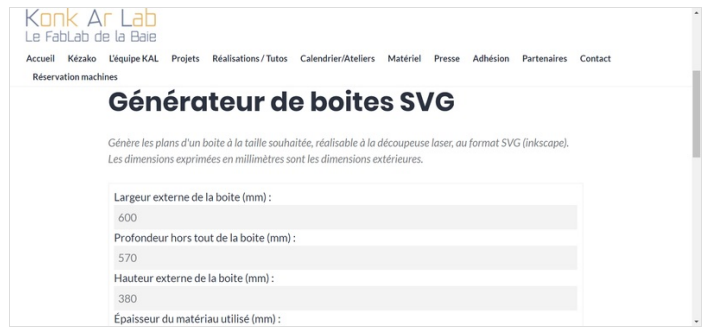 Konk Ar Lab
Le FabLab de la Baie
Accueil Kézako L'équipe KAL Projets Réalisations / Tutos Calendrier/Ateliers Matériel Presse Adhésion Partenaires Contact
Réservation machines
Générateur de boites SVG
Génère les plans d'un boite à la taille souhaitée, réalisable à la découpeuse laser, au format SVG (inkscape).
Les dimensions exprimées en millimètres sont les dimensions extérieures.
Largeur externe de la boite (mm) :
600
Profondeur hors tout de la boite (mm) :
570
Hauteur externe de la boite (mm) :
380
Épaisseur du matériau utilisé (mm) :